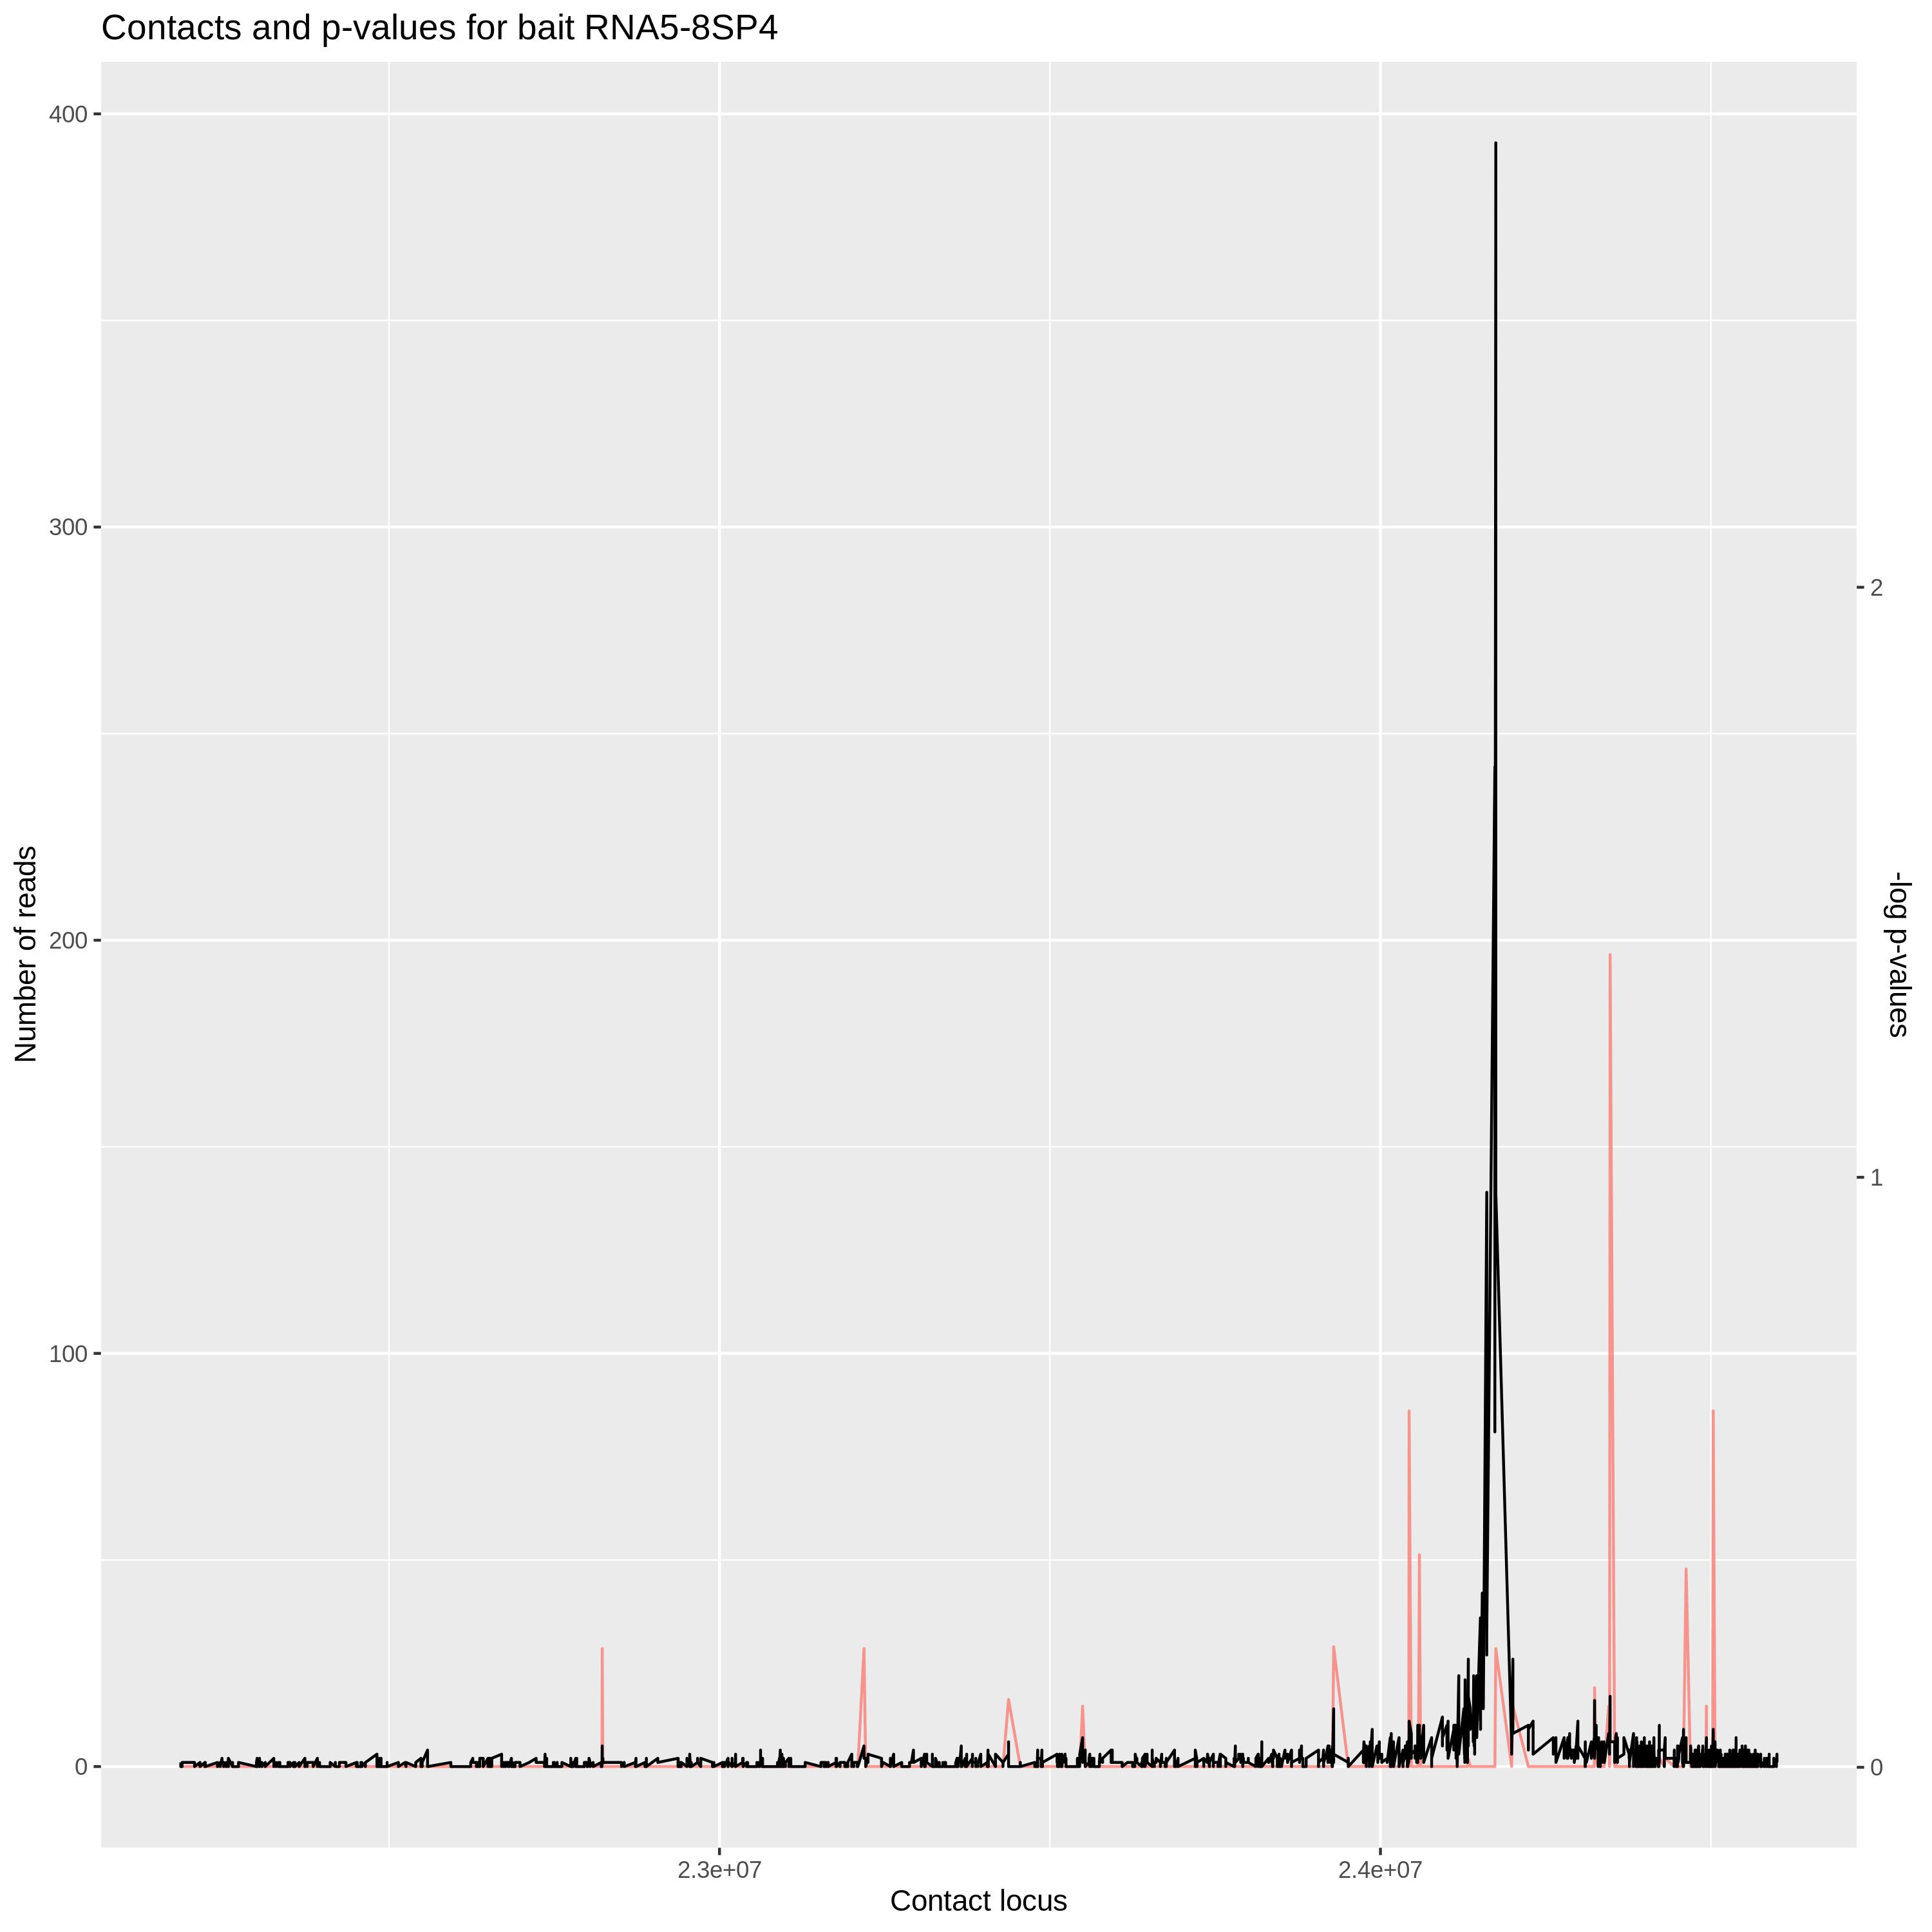 Contacts and p-values for bait RNA5-8SP4
400
300
200
100
0
Number of reads
2
1
0
-log p-values
2.3e+07
2.4e+07
Contact locus